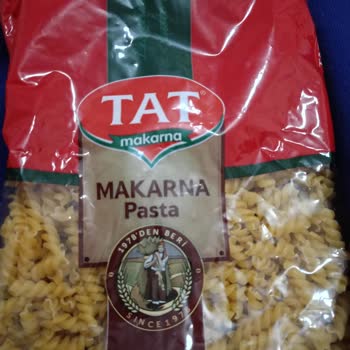 TAT®
makarna
MAKARNA
Pasta
1978'DEN BERİ
SINCE 1978